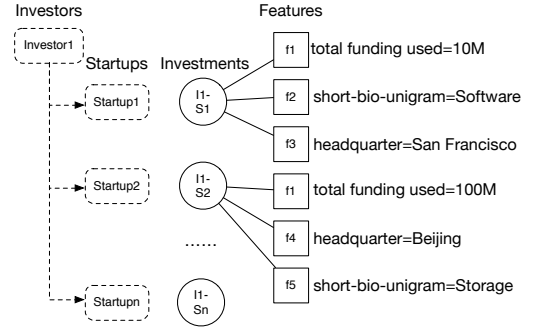 Investors
Features
Investor1
Startups
Investments
f1
total funding used=10M
Startup1
I1-
S1
f2
short-bio-unigram=Software
f3
headquarter=San Francisco
Startup2
I1-
S2
f1
total funding used=100M
f4
headquarter=Beijing
......
f5
short-bio-unigram=Storage
Startupn
I1-
Sn